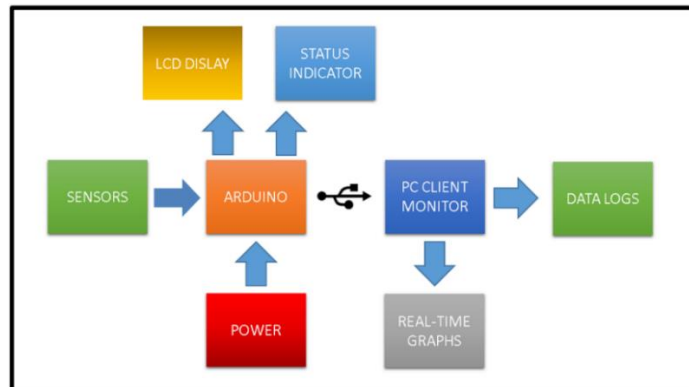 LCD DISLAY
STATUS
INDICATOR
SENSORS
ARDUINO
PC CLIENT
MONITOR
DATA LOGS
POWER
REAL-TIME
GRAPHS